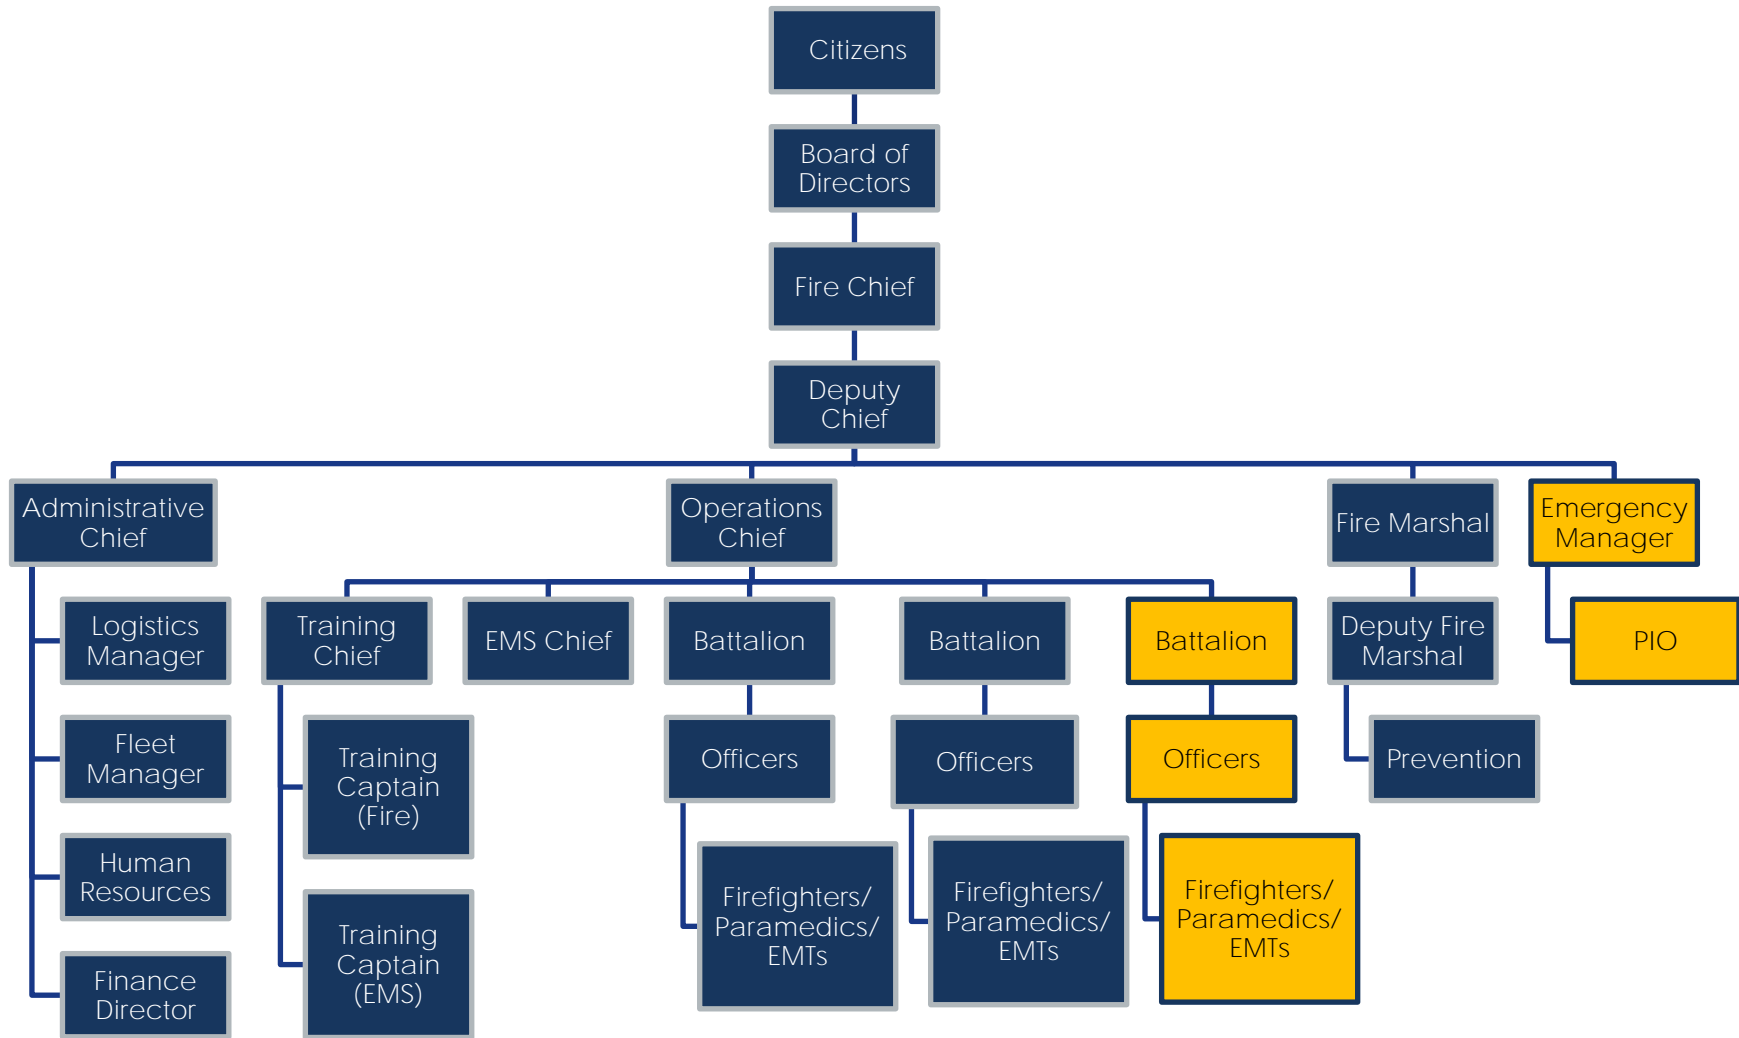 Citizens
Board of
Directors
Fire Chief
Deputy
Chief
Administrative
Chief
Operations
Chief
Fire Marshal
Emergency
Manager
Logistics
Manager
Training
Chief
EMS Chief
Battalion
Battalion
Battalion
Deputy Fire
Marshal
PIO
Fleet
Manager
Training
Captain
(Fire)
Officers
Officers
Officers
Prevention
Human
Resources
Firefighters/
Paramedics/
EMTs
Firefighters/
Paramedics/
EMTs
Firefighters/
Paramedics/
EMTs
Finance
Director
Training
Captain
(EMS)